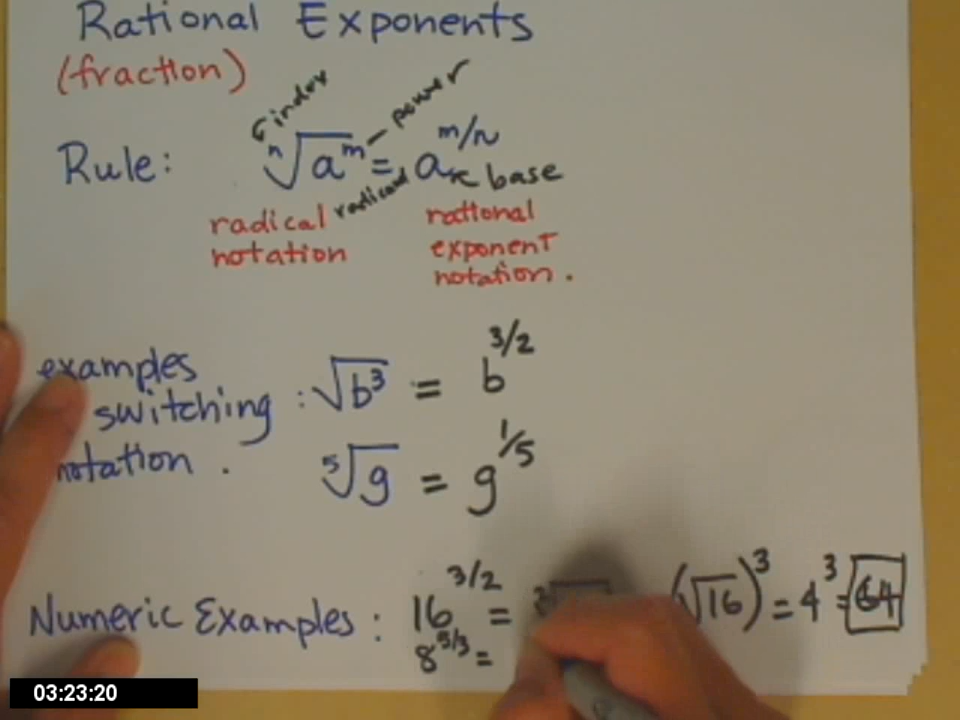 Rational Exponents
(fraction)
index
power
Rule: ⁿ√aᵐ = a^m/n
radicand
base
radical notation
rational exponent notation.
examples switching notation. : √b³ = b^3/2
⁵√g = g^1/5
Numeric Examples: 16^3/2 = (√16)³ = 4³ = 64
8^5/3 =
03:23:20